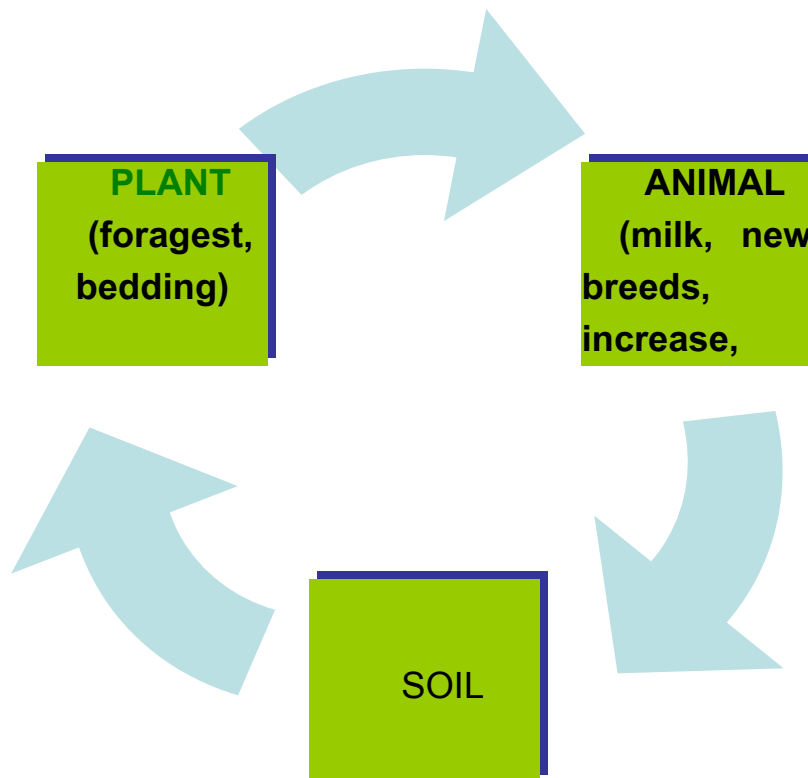 PLANT
(foragest,
bedding)
ANIMAL
(milk, new
breeds,
increase,
SOIL